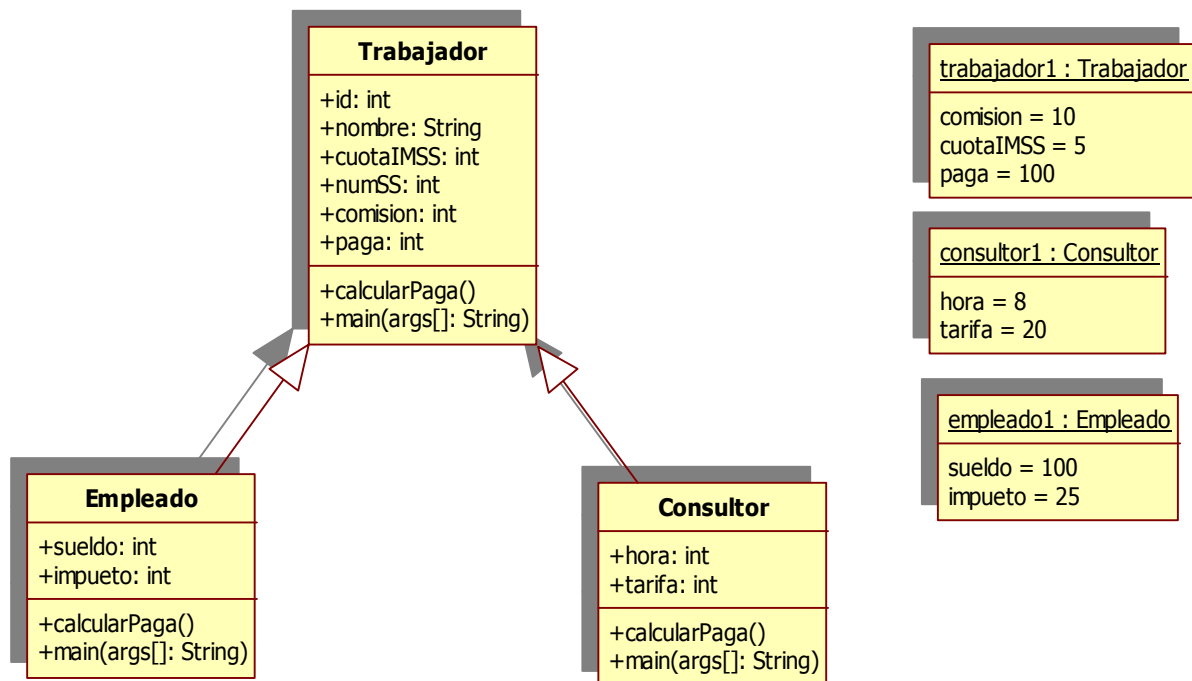 Trabajador
+id: int
+nombre: String
+cuotaIMSS: int
+numSS: int
+comision: int
+paga: int
+calcularPaga()
+main(args[]: String)
Empleado
+sueldo: int
+impueto: int
+calcularPaga()
+main(args[]: String)
Consultor
+hora: int
+tarifa: int
+calcularPaga()
+main(args[]: String)
trabajador1 : Trabajador
comision = 10
cuotaIMSS = 5
paga = 100
consultor1 : Consultor
hora = 8
tarifa = 20
empleado1 : Empleado
sueldo = 100
impueto = 25